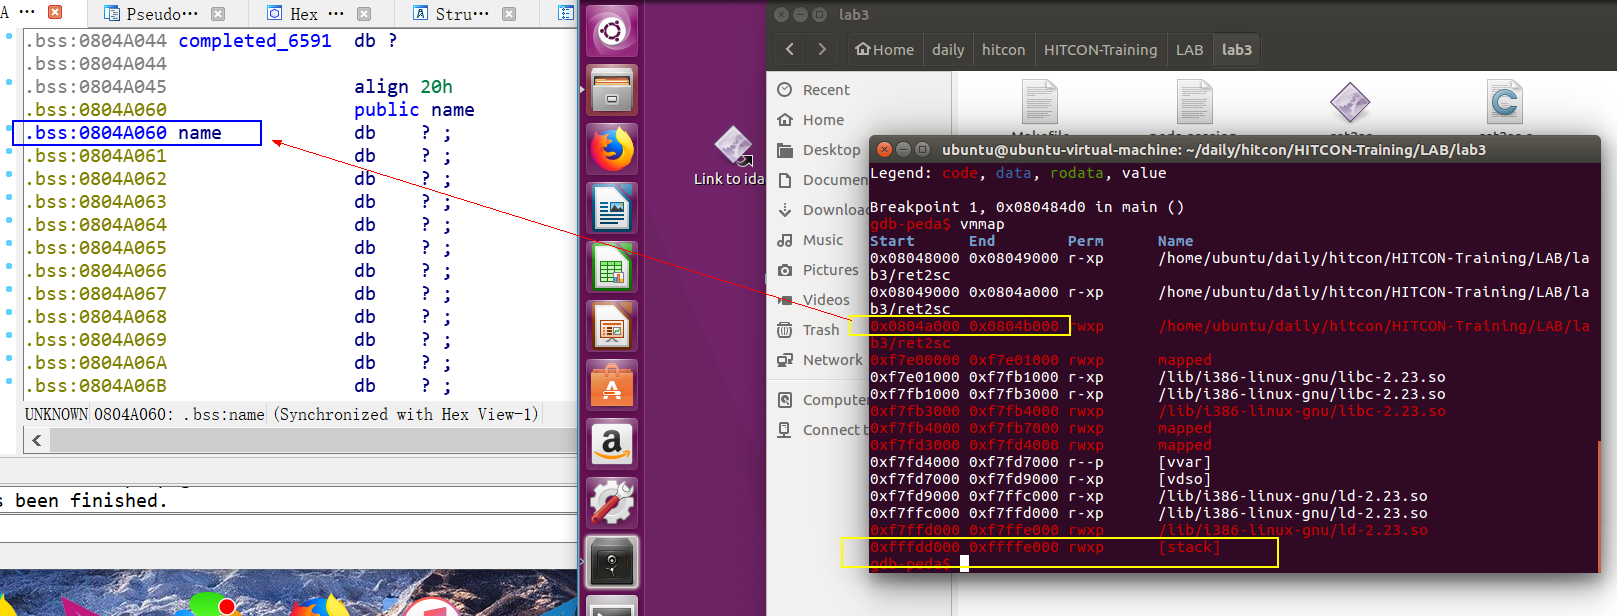 A ···
Pseudo···
Hex ···
Stru···
.bss:0804A044 completed_6591 db ?
.bss:0804A044
.bss:0804A045 align 20h
.bss:0804A060 public name
.bss:0804A060 name db ? ;
.bss:0804A061 db ? ;
.bss:0804A062 db ? ;
.bss:0804A063 db ? ;
.bss:0804A064 db ? ;
.bss:0804A065 db ? ;
.bss:0804A066 db ? ;
.bss:0804A067 db ? ;
.bss:0804A068 db ? ;
.bss:0804A069 db ? ;
.bss:0804A06A db ? ;
.bss:0804A06B db ? ;
UNKNOWN 0804A060: .bss:name (Synchronized with Hex View-1)
s been finished.
Link to ida
lab3
Home daily hitcon HITCON-Training LAB lab3
Recent
Home
Desktop
Documen
Downloa
Music
Pictures
Videos
Trash
Network
Compute
Connect t
ubuntu@ubuntu-virtual-machine: ~/daily/hitcon/HITCON-Training/LAB/lab3
Legend: code, data, rodata, value
Breakpoint 1, 0x080484d0 in main ()
gdb-peda$ vmmap
Start End Perm Name
0x08048000 0x08049000 r-xp /home/ubuntu/daily/hitcon/HITCON-Training/LAB/la
b3/ret2sc
0x08049000 0x0804a000 r-xp /home/ubuntu/daily/hitcon/HITCON-Training/LAB/la
b3/ret2sc
0x0804a000 0x0804b000 rwxp /home/ubuntu/daily/hitcon/HITCON-Training/LAB/la
b3/ret2sc
0xf7e00000 0xf7e01000 rwxp mapped
0xf7e01000 0xf7fb1000 r-xp /lib/i386-linux-gnu/libc-2.23.so
0xf7fb1000 0xf7fb3000 r-xp /lib/i386-linux-gnu/libc-2.23.so
0xf7fb3000 0xf7fb4000 rwxp /lib/i386-linux-gnu/libc-2.23.so
0xf7fb4000 0xf7fb7000 rwxp mapped
0xf7fd3000 0xf7fd4000 rwxp mapped
0xf7fd4000 0xf7fd7000 r--p [vvar]
0xf7fd7000 0xf7fd9000 r-xp [vdso]
0xf7fd9000 0xf7ffc000 r-xp /lib/i386-linux-gnu/ld-2.23.so
0xf7ffc000 0xf7ffd000 r-xp /lib/i386-linux-gnu/ld-2.23.so
0xf7ffd000 0xf7ffe000 rwxp /lib/i386-linux-gnu/ld-2.23.so
0xfffdd000 0xffffe000 rwxp [stack]
gdb-peda$